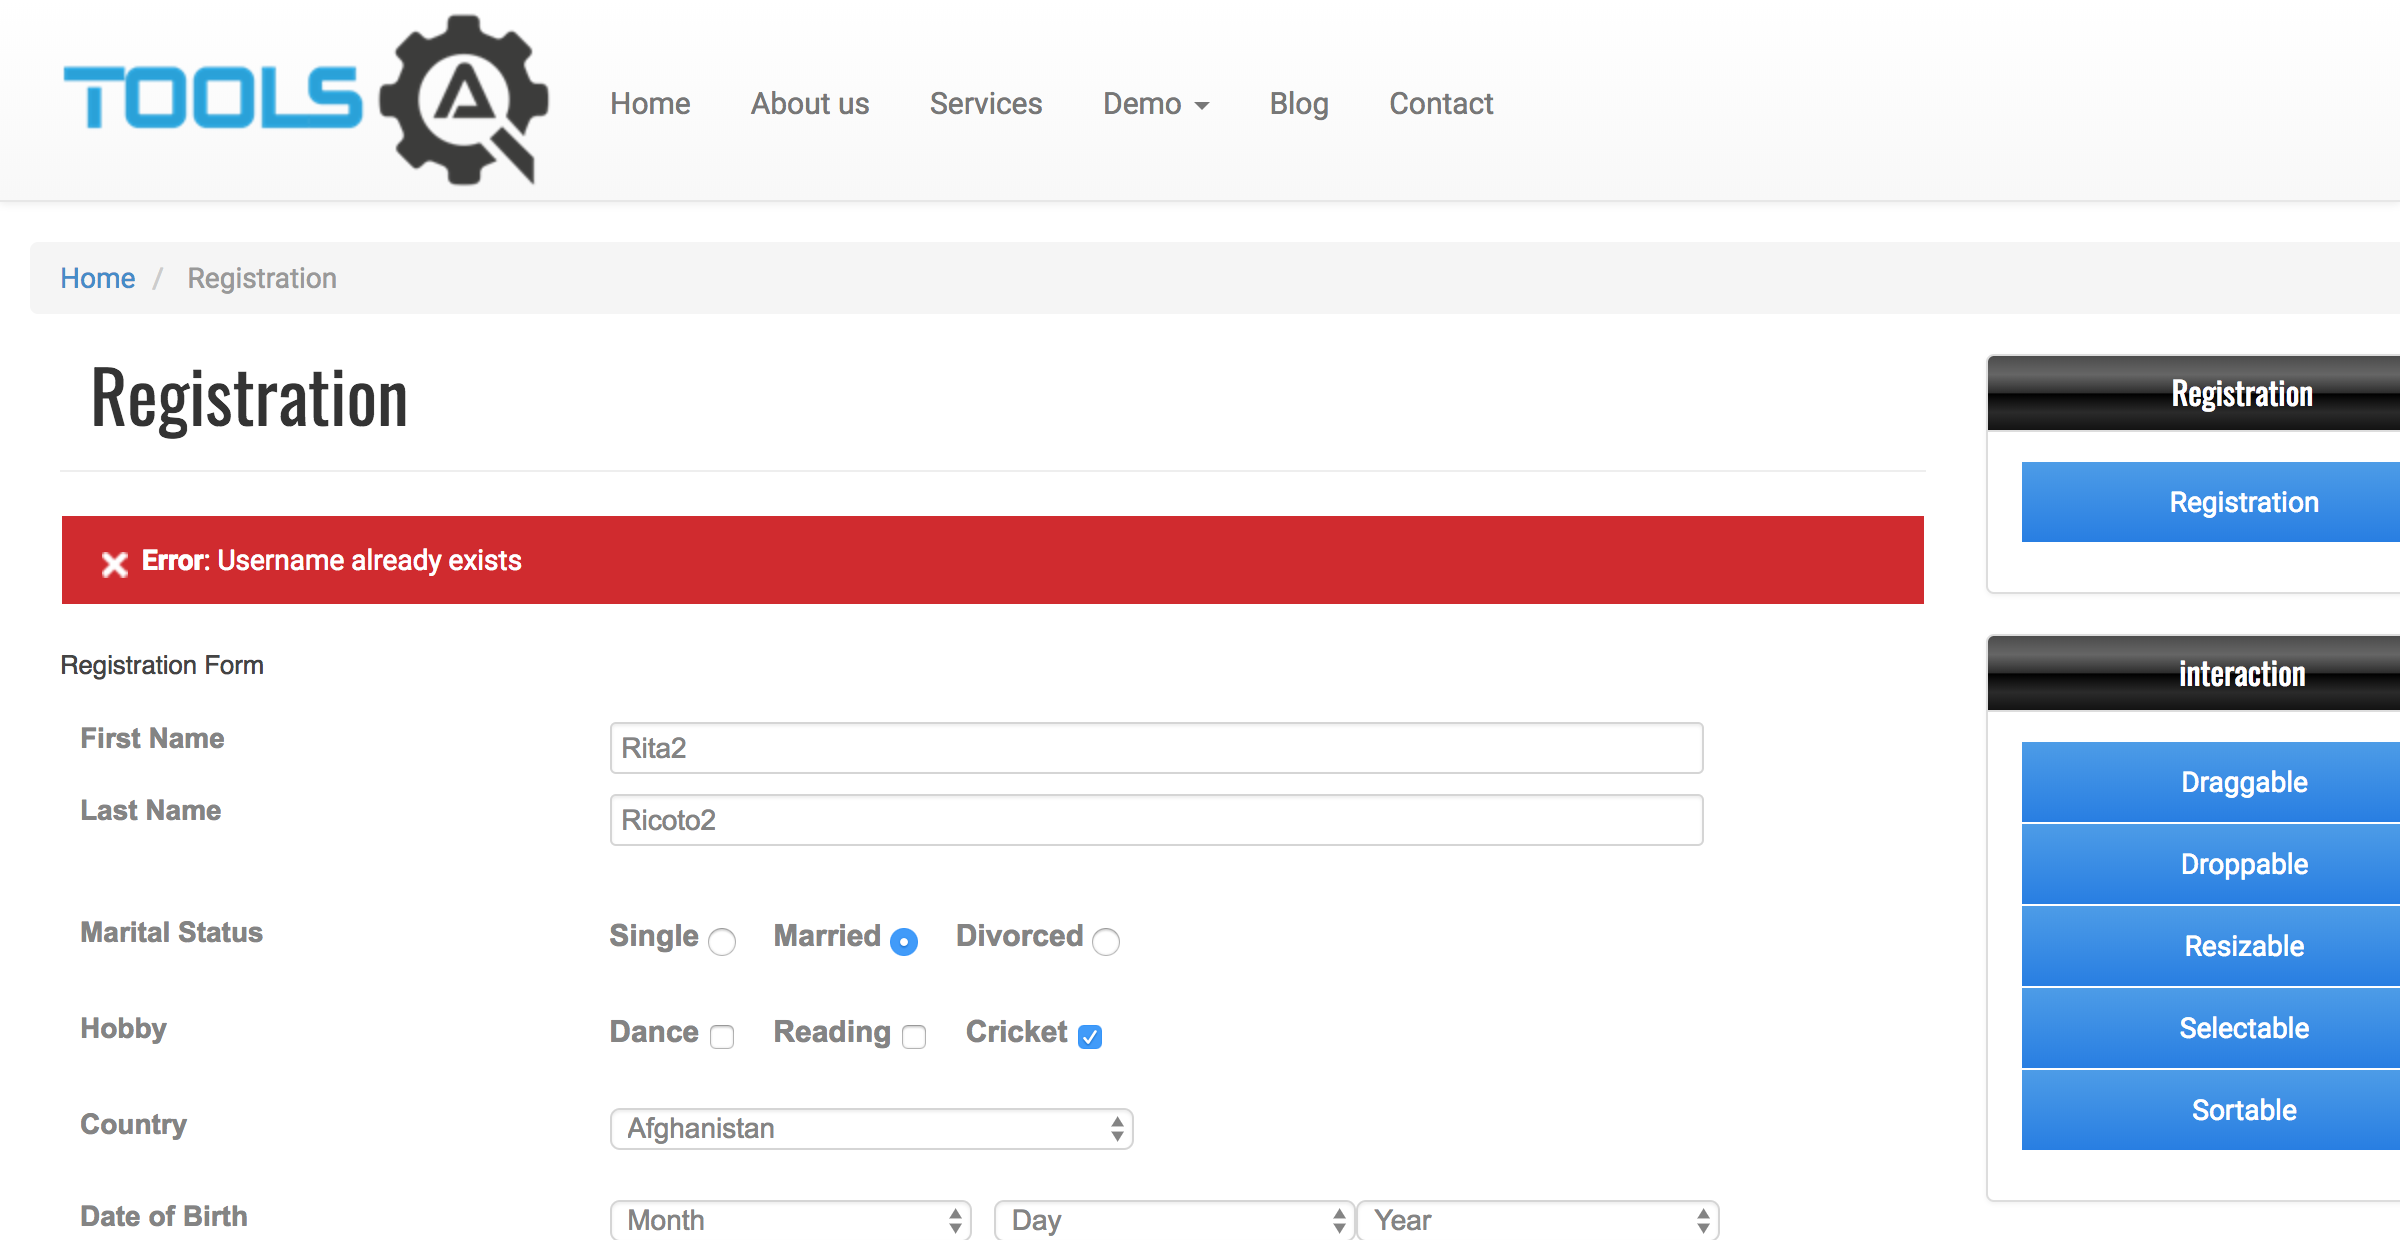 TOOLS QA
Home About us Services Demo Blog Contact
Home / Registration
Registration
Error: Username already exists
Registration Form
First Name Rita2
Last Name Ricoto2
Marital Status Single Married Divorced
Hobby Dance Reading Cricket
Country Afghanistan
Date of Birth Month Day Year
Registration
Registration
interaction
Draggable
Droppable
Resizable
Selectable
Sortable